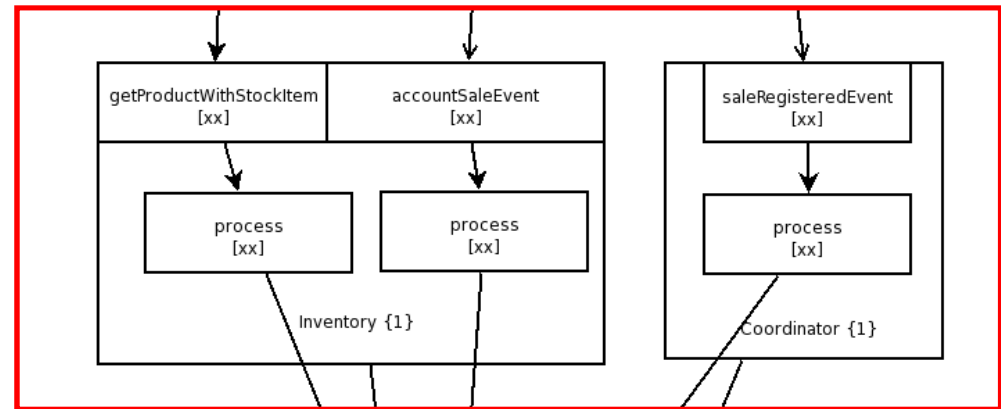 getProductWithStockItem
[xx]
accountSaleEvent
[xx]
saleRegisteredEvent
[xx]
process
[xx]
process
[xx]
process
[xx]
Inventory {1}
Coordinator {1}